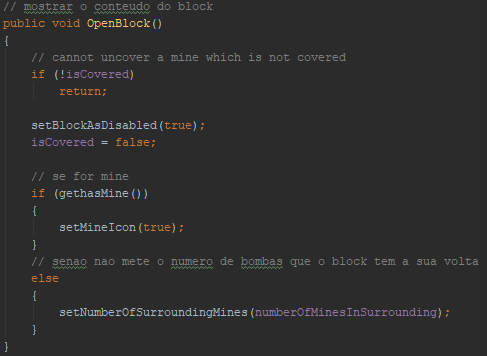 // mostrar o conteudo do block
public void OpenBlock()
{
// cannot uncover a mine which is not covered
if (!isCovered)
return;
setBlockAsDisabled(true);
isCovered = false;
// se for mine
if (gethasMine())
{
setMineIcon(true);
}
// senao nao mete o numero de bombas que o block tem a sua volta
else
{
setNumberOfSurroundingMines(numberOfMinesInSurrounding);
}
}